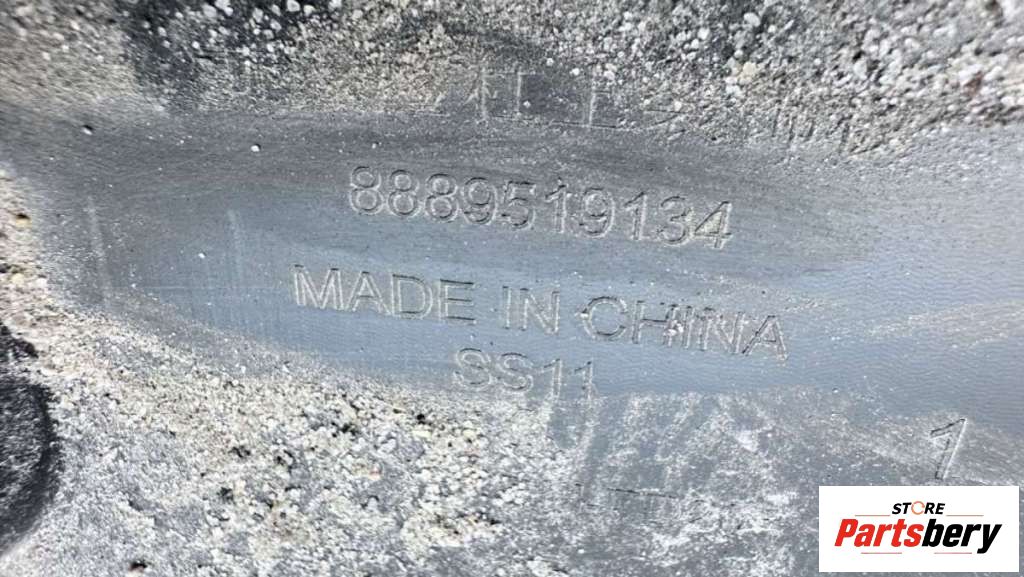 8889519134
MADE IN CHINA
SS11
1
STORE
Partsbery